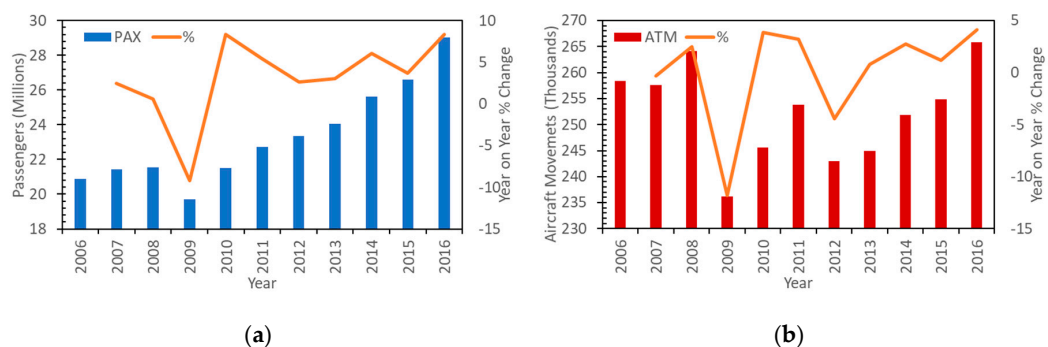 PAX %
Passengers (Millions)
30
28
26
24
22
20
18
10
5
0
-5
-10
-15
Year on Year % Change
2006 2007 2008 2009 2010 2011 2012 2013 2014 2015 2016
Year
(a)
ATM %
Aircraft Movemets (Thousands)
270
265
260
255
250
245
240
235
230
5
0
-5
-10
-15
Year on Year % Change
2006 2007 2008 2009 2010 2011 2012 2013 2014 2015 2016
Year
(b)